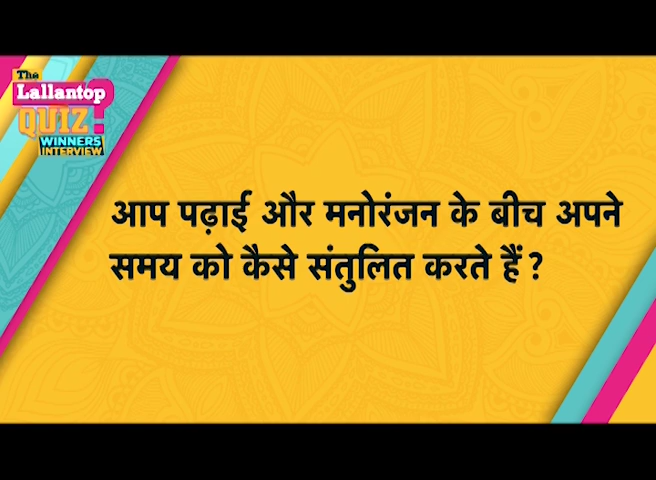 The
Lallantop
QUIZ?
WINNERS
INTERVIEW
आप पढ़ाई और मनोरंजन के बीच अपने
समय को कैसे संतुलित करते हैं ?